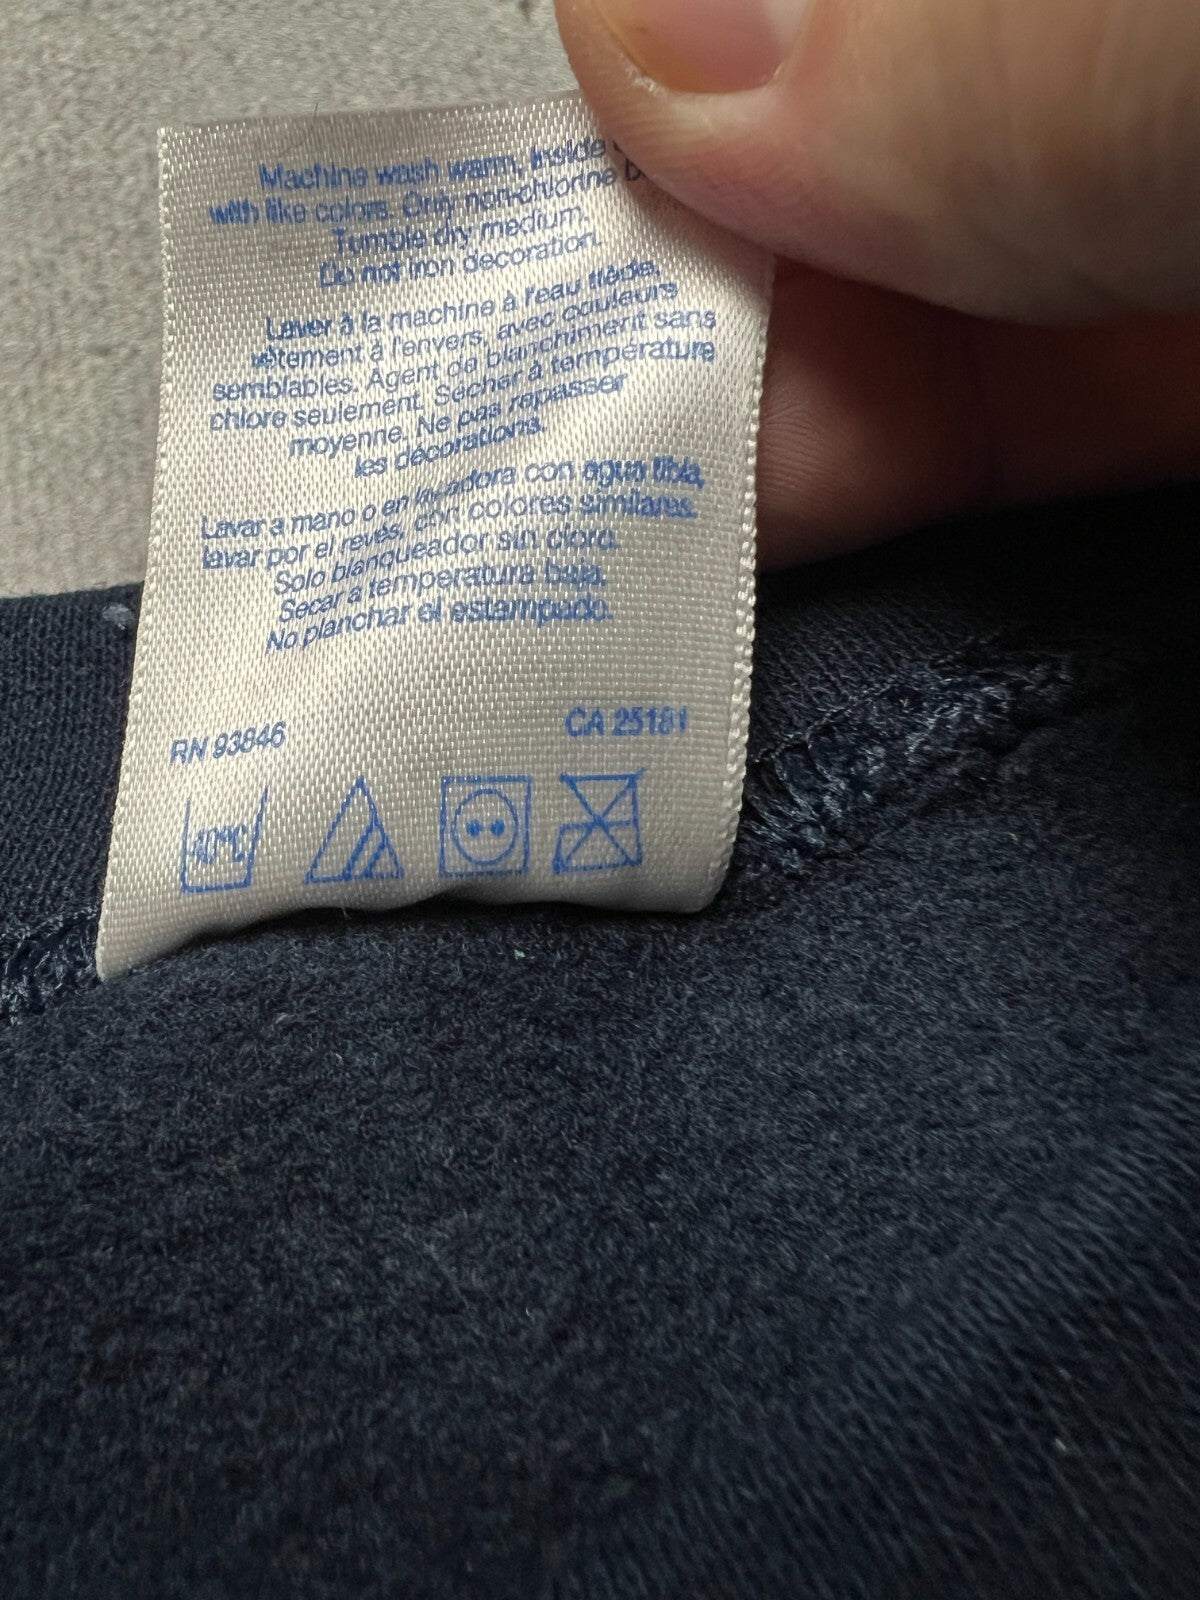 Machine wash warm, inside
with like colors. Only non-chlorine b
Tumble dry medium.
Do not iron decoration.
Laver à la machine à l'eau tiède,
vêtement à l'envers, avec couleurs
semblables. Agent de blanchiment sans
chlore seulement. Sécher à température
moyenne. Ne pas repasser
les décorations.
Lavar a mano o en lavadora con agua tibia,
lavar por el revés, con colores similares.
Solo blanqueador sin cloro.
Secar a temperatura baja.
No planchar el estampado.
RN 93846 CA 25181
40°C